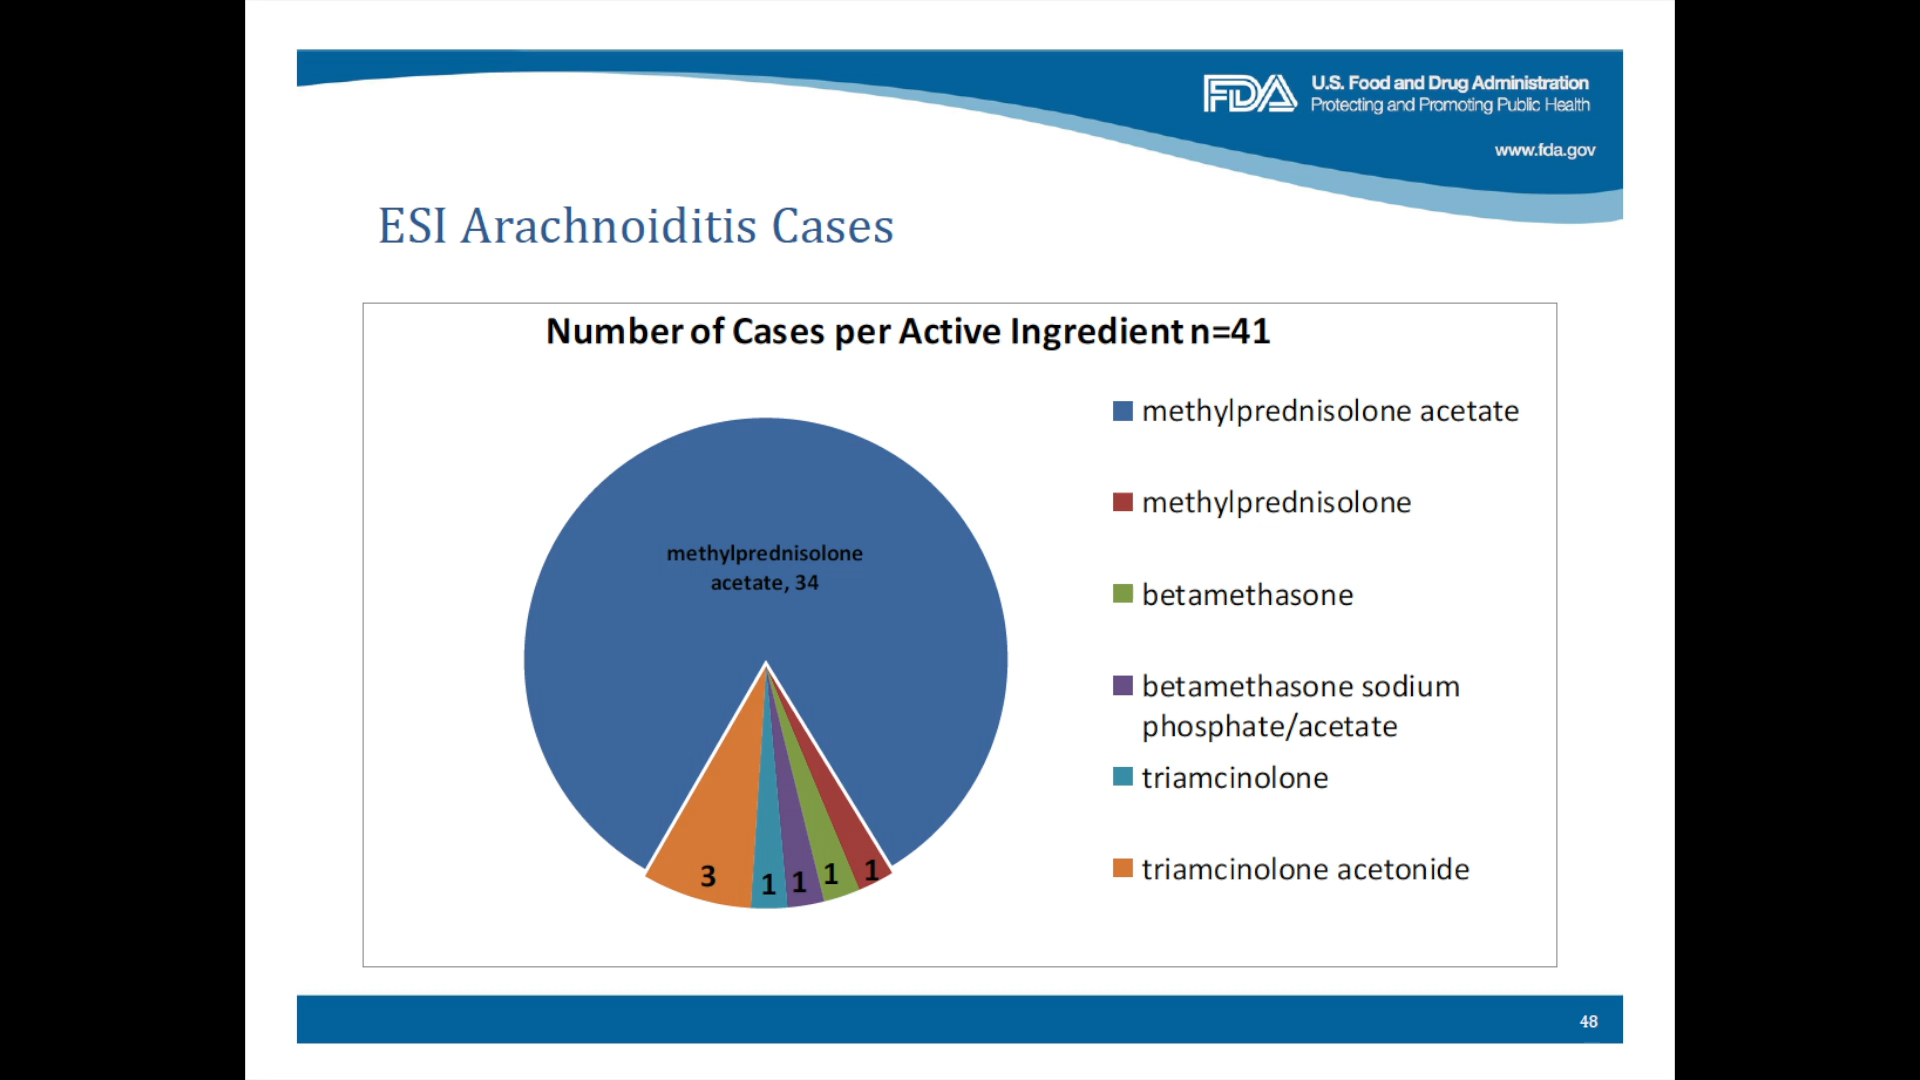 FDA
U.S. Food and Drug Administration
Protecting and Promoting Public Health
www.fda.gov
ESI Arachnoiditis Cases
Number of Cases per Active Ingredient n=41
methylprednisolone
acetate, 34
3
1
1
1
1
methylprednisolone acetate
methylprednisolone
betamethasone
betamethasone sodium
phosphate/acetate
triamcinolone
triamcinolone acetonide
48